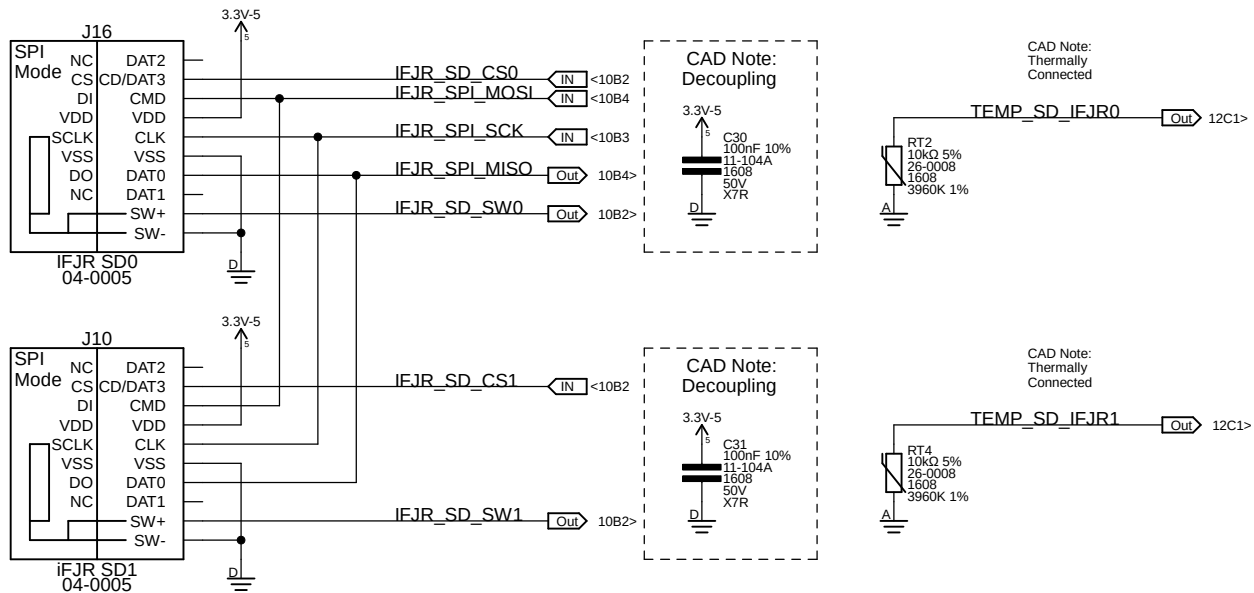 J16
3.3V-5
5
SPI
Mode
NC DAT2
CS CD/DAT3
DI CMD
VDD VDD
SCLK CLK
VSS VSS
DO DAT0
NC DAT1
SW+
SW-
IFJR SD0
04-0005
D
IFJR_SD_CS0 IN <10B2
IFJR_SPI_MOSI IN <10B4
IFJR_SPI_SCK IN <10B3
IFJR_SPI_MISO Out 10B4>
IFJR_SD_SW0 Out 10B2>
CAD Note:
Decoupling
3.3V-5
5
C30
100nF 10%
11-104A
1608
50V
X7R
D
CAD Note:
Thermally
Connected
TEMP_SD_IFJR0 Out 12C1>
RT2
10kΩ 5%
26-0008
1608
3960K 1%
A
J10
3.3V-5
5
SPI
Mode
NC DAT2
CS CD/DAT3
DI CMD
VDD VDD
SCLK CLK
VSS VSS
DO DAT0
NC DAT1
SW+
SW-
iFJR SD1
04-0005
D
IFJR_SD_CS1 IN <10B2
IFJR_SD_SW1 Out 10B2>
CAD Note:
Decoupling
3.3V-5
5
C31
100nF 10%
11-104A
1608
50V
X7R
D
CAD Note:
Thermally
Connected
TEMP_SD_IFJR1 Out 12C1>
RT4
10kΩ 5%
26-0008
1608
3960K 1%
A